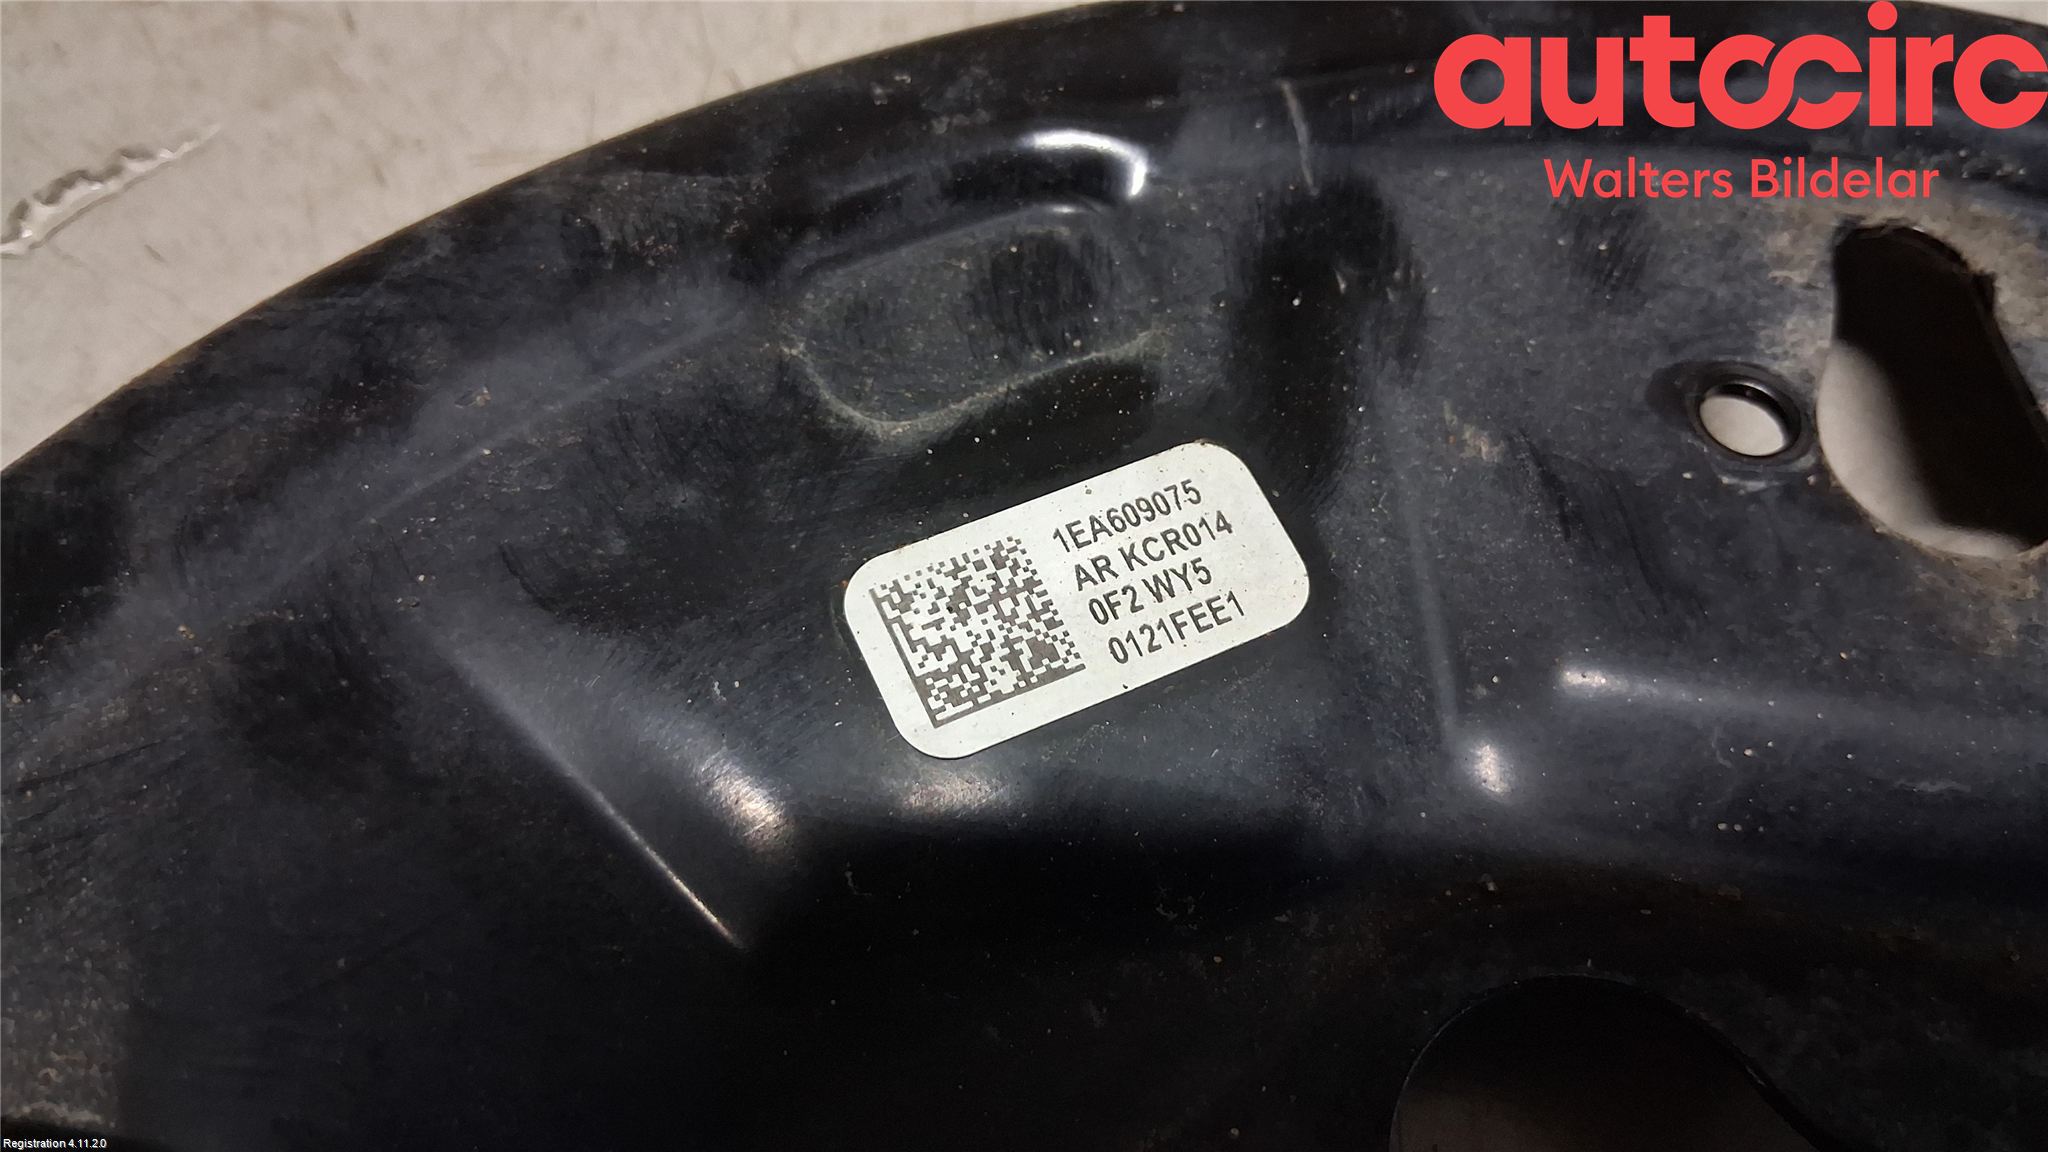 autocirc
Walters Bildelar
1EA609075
AR KCR014
0F2 WY5
0121FEE1
Registration 4.11.2.0